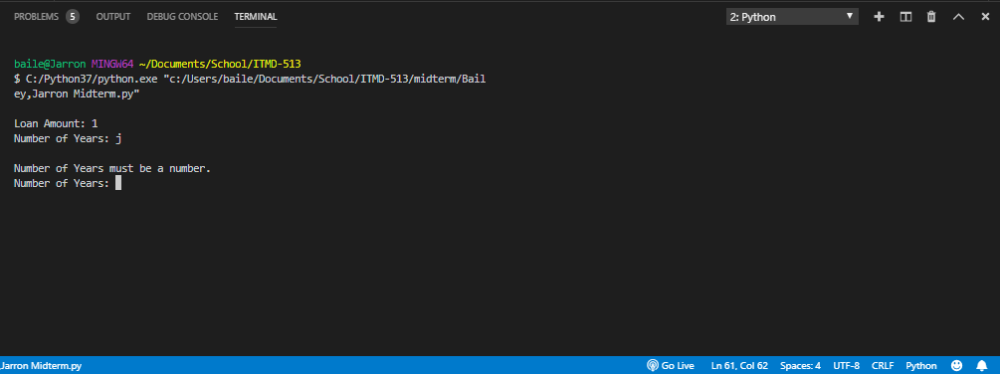 PROBLEMS 5 OUTPUT DEBUG CONSOLE TERMINAL 2: Python
baile@Jarron MINGW64 ~/Documents/School/ITMD-513
$ C:/Python37/python.exe "c:/Users/baile/Documents/School/ITMD-513/midterm/Bail
ey,Jarron Midterm.py"
Loan Amount: 1
Number of Years: j
Number of Years must be a number.
Number of Years:
Jarron Midterm.py Go Live Ln 61, Col 62 Spaces: 4 UTF-8 CRLF Python